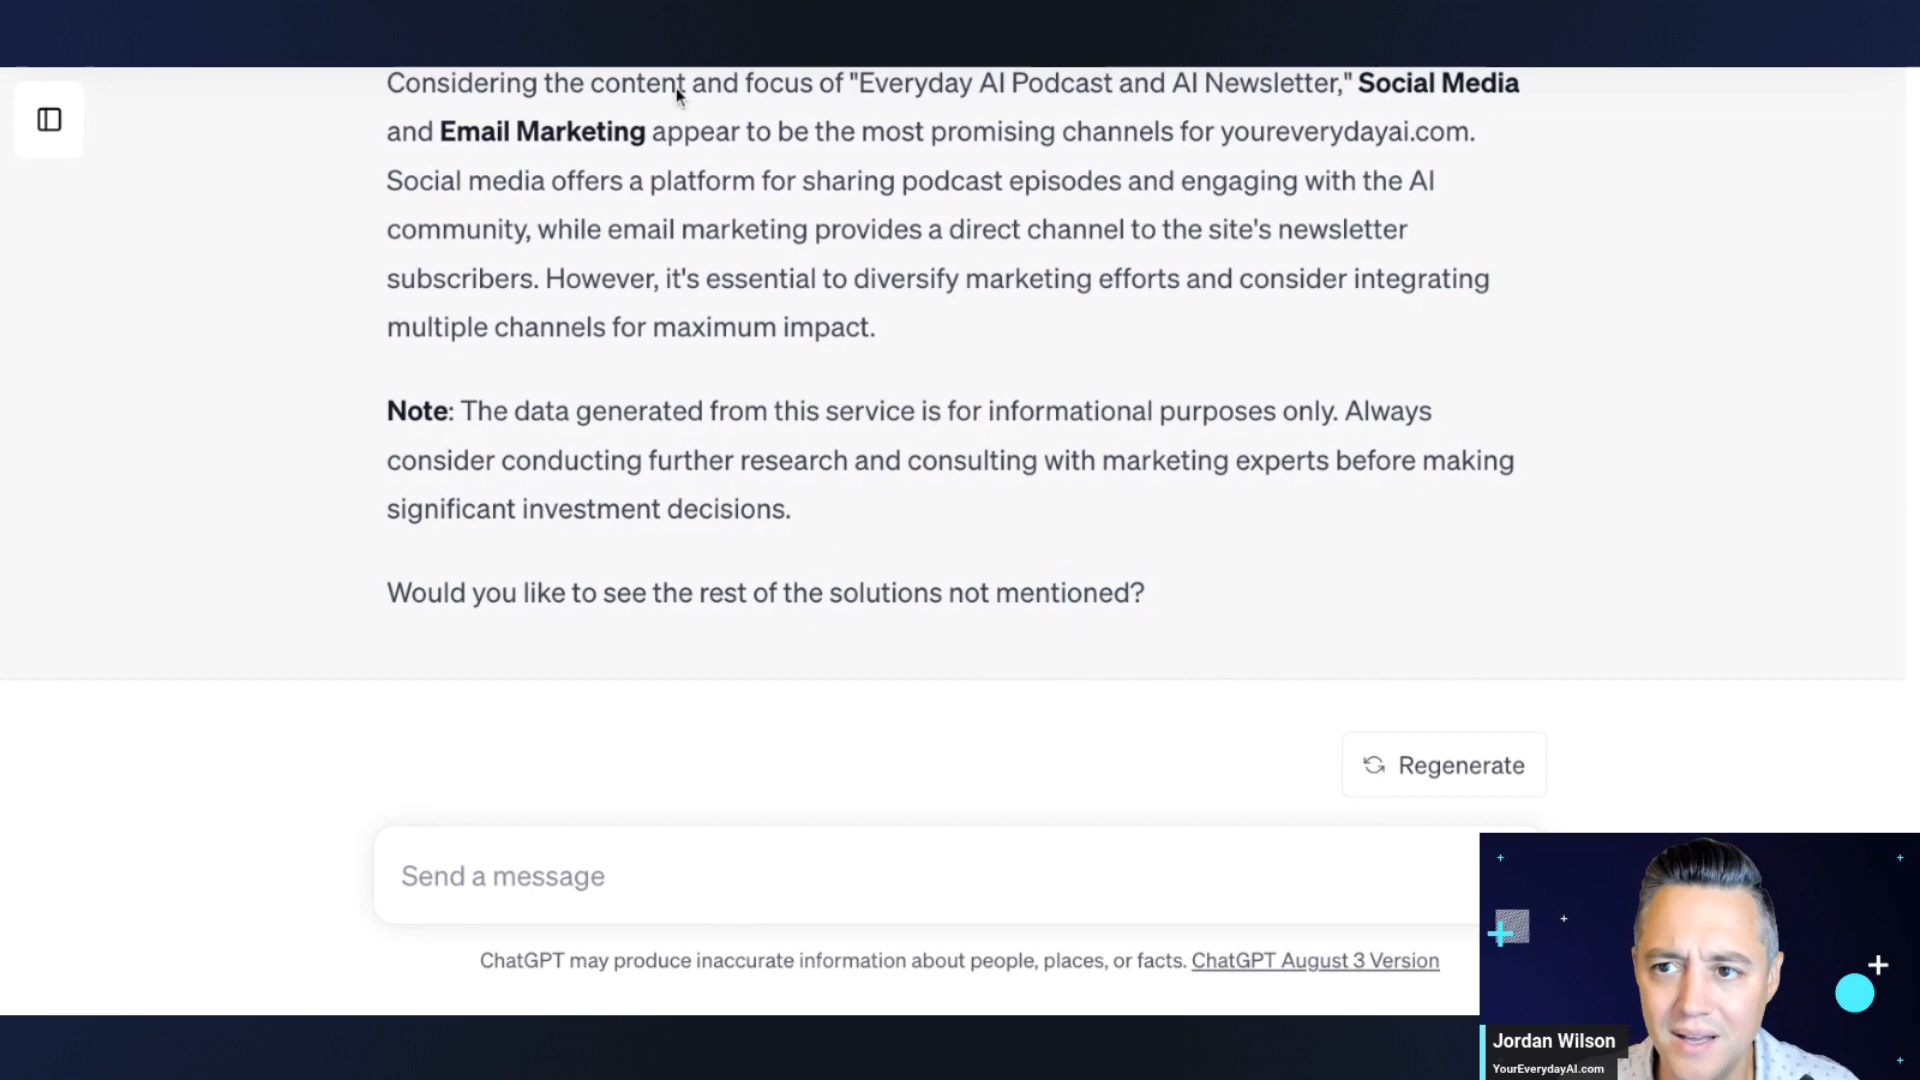 Considering the content and focus of "Everyday AI Podcast and AI Newsletter," Social Media
and Email Marketing appear to be the most promising channels for youreverydayai.com.
Social media offers a platform for sharing podcast episodes and engaging with the AI
community, while email marketing provides a direct channel to the site's newsletter
subscribers. However, it's essential to diversify marketing efforts and consider integrating
multiple channels for maximum impact.
Note: The data generated from this service is for informational purposes only. Always
consider conducting further research and consulting with marketing experts before making
significant investment decisions.
Would you like to see the rest of the solutions not mentioned?
Regenerate
Send a message
ChatGPT may produce inaccurate information about people, places, or facts. ChatGPT August 3 Version
Jordan Wilson
YourEverydayAI.com